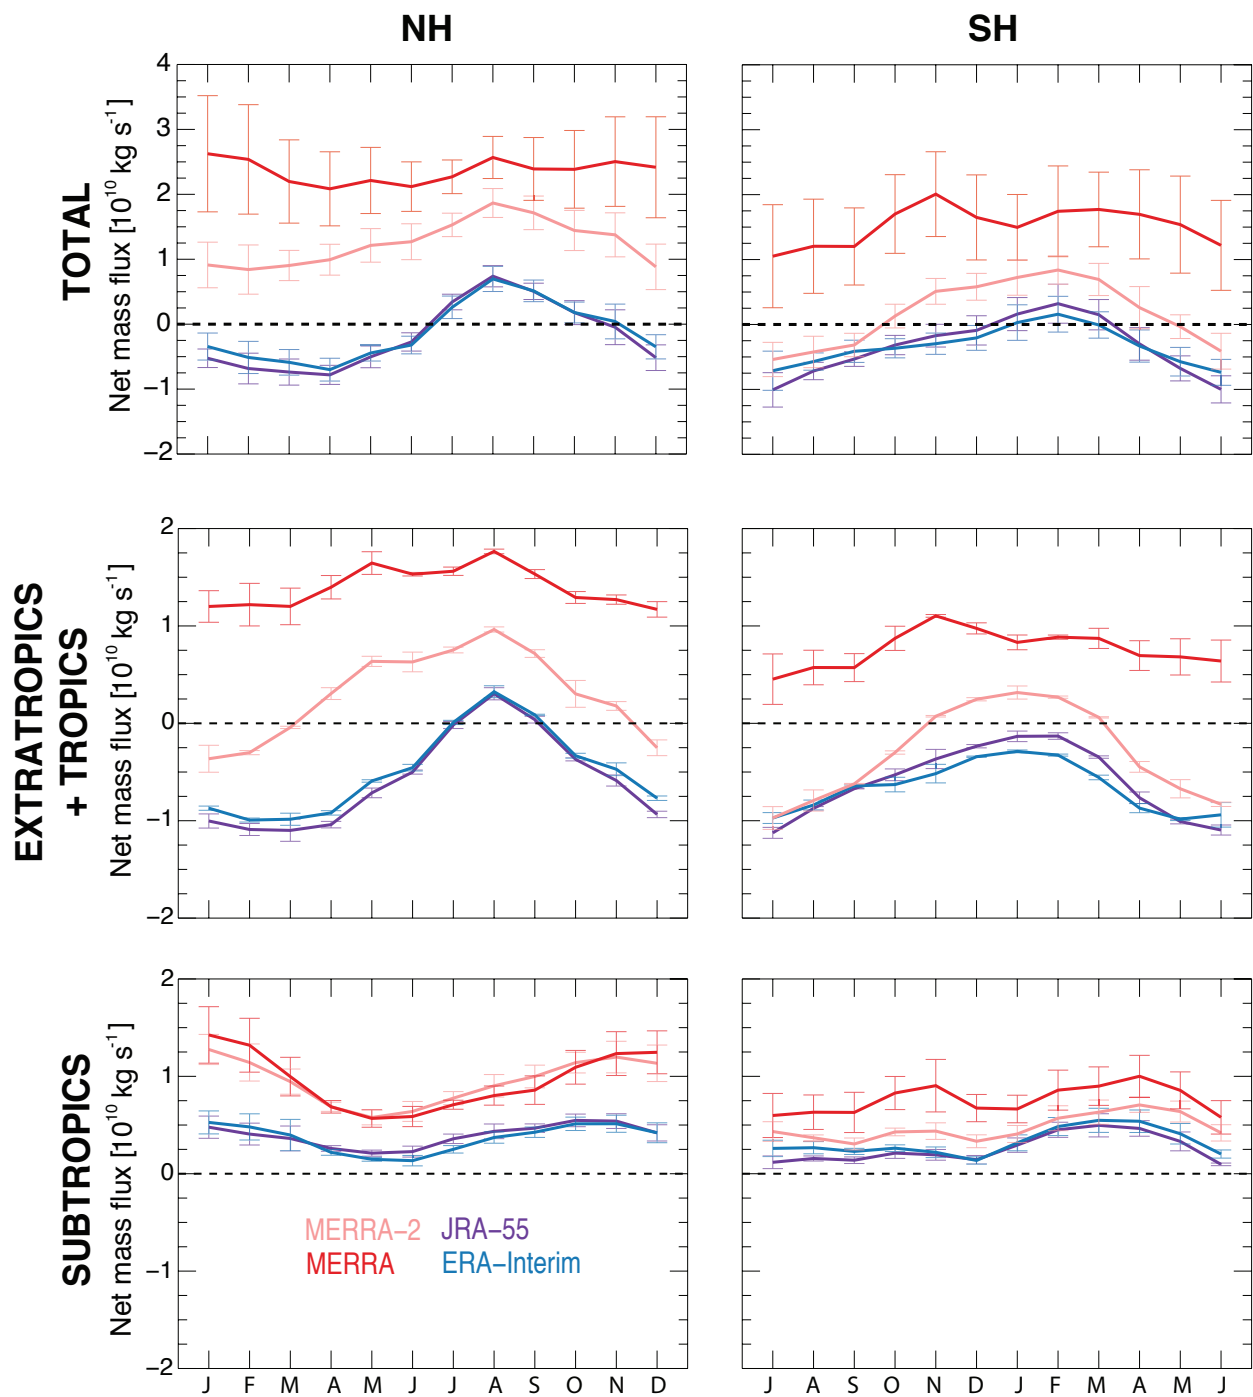 NH
SH
TOTAL
Net mass flux [10^10 kg s^-1]
4
3
2
1
0
−1
−2
EXTRATROPICS
+ TROPICS
Net mass flux [10^10 kg s^-1]
2
1
0
−1
−2
SUBTROPICS
Net mass flux [10^10 kg s^-1]
2
1
0
−1
−2
MERRA−2 JRA−55
MERRA ERA−Interim
J F M A M J J A S O N D
J A S O N D J F M A M J